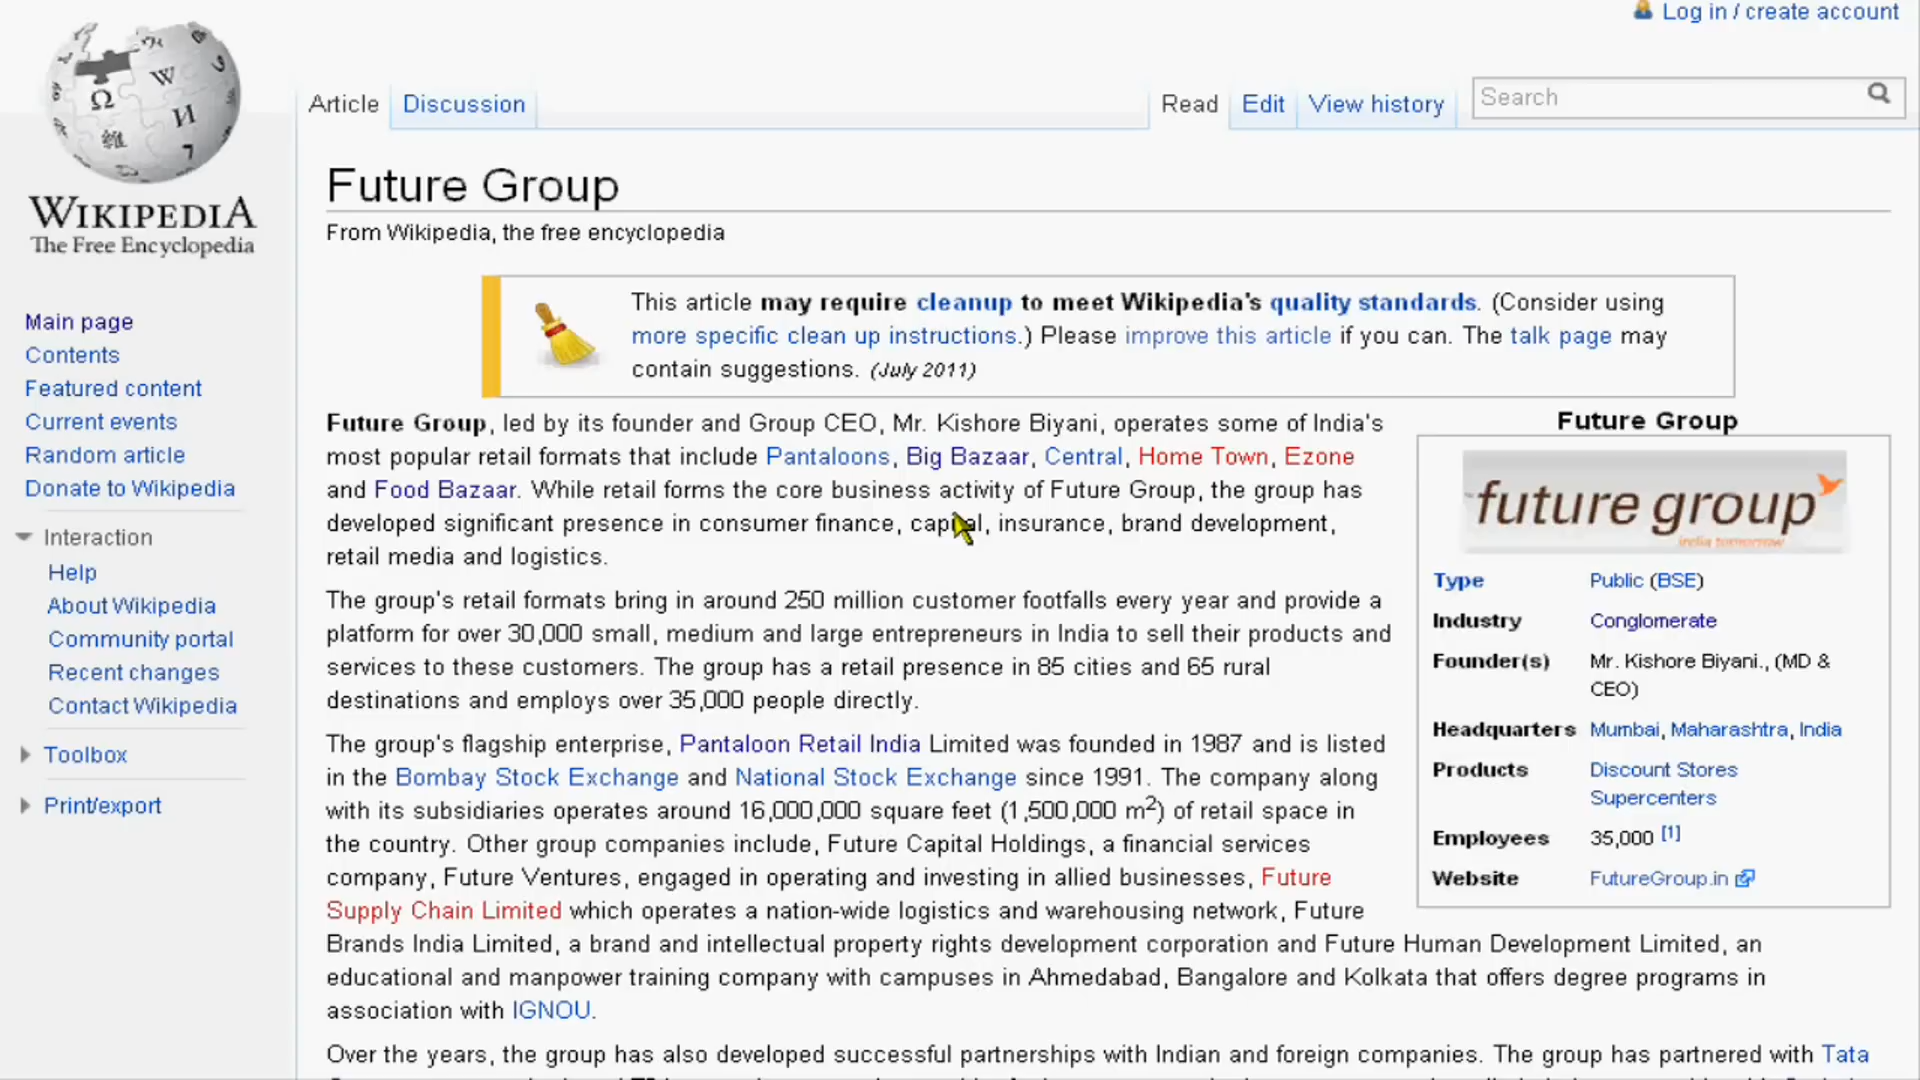 Log in / create account
Article
Discussion
Read
Edit
View history
Search
WIKIPEDIA
The Free Encyclopedia
Main page
Contents
Featured content
Current events
Random article
Donate to Wikipedia
Interaction
Help
About Wikipedia
Community portal
Recent changes
Contact Wikipedia
Toolbox
Print/export
Future Group
From Wikipedia, the free encyclopedia
This article may require cleanup to meet Wikipedia's quality standards. (Consider using
more specific clean up instructions.) Please improve this article if you can. The talk page may
contain suggestions. (July 2011)
Future Group, led by its founder and Group CEO, Mr. Kishore Biyani, operates some of India's
most popular retail formats that include Pantaloons, Big Bazaar, Central, Home Town, Ezone
and Food Bazaar. While retail forms the core business activity of Future Group, the group has
developed significant presence in consumer finance, capital, insurance, brand development,
retail media and logistics.
The group's retail formats bring in around 250 million customer footfalls every year and provide a
platform for over 30,000 small, medium and large entrepreneurs in India to sell their products and
services to these customers. The group has a retail presence in 85 cities and 65 rural
destinations and employs over 35,000 people directly.
The group's flagship enterprise, Pantaloon Retail India Limited was founded in 1987 and is listed
in the Bombay Stock Exchange and National Stock Exchange since 1991. The company along
with its subsidiaries operates around 16,000,000 square feet (1,500,000 m2) of retail space in
the country. Other group companies include, Future Capital Holdings, a financial services
company, Future Ventures, engaged in operating and investing in allied businesses, Future
Supply Chain Limited which operates a nation-wide logistics and warehousing network, Future
Brands India Limited, a brand and intellectual property rights development corporation and Future Human Development Limited, an
educational and manpower training company with campuses in Ahmedabad, Bangalore and Kolkata that offers degree programs in
association with IGNOU.
Over the years, the group has also developed successful partnerships with Indian and foreign companies. The group has partnered with Tata
Future Group
future group
india tomorrow
Type Public (BSE)
Industry Conglomerate
Founder(s) Mr. Kishore Biyani., (MD &
CEO)
Headquarters Mumbai, Maharashtra, India
Products Discount Stores
Supercenters
Employees 35,000 [1]
Website FutureGroup.in